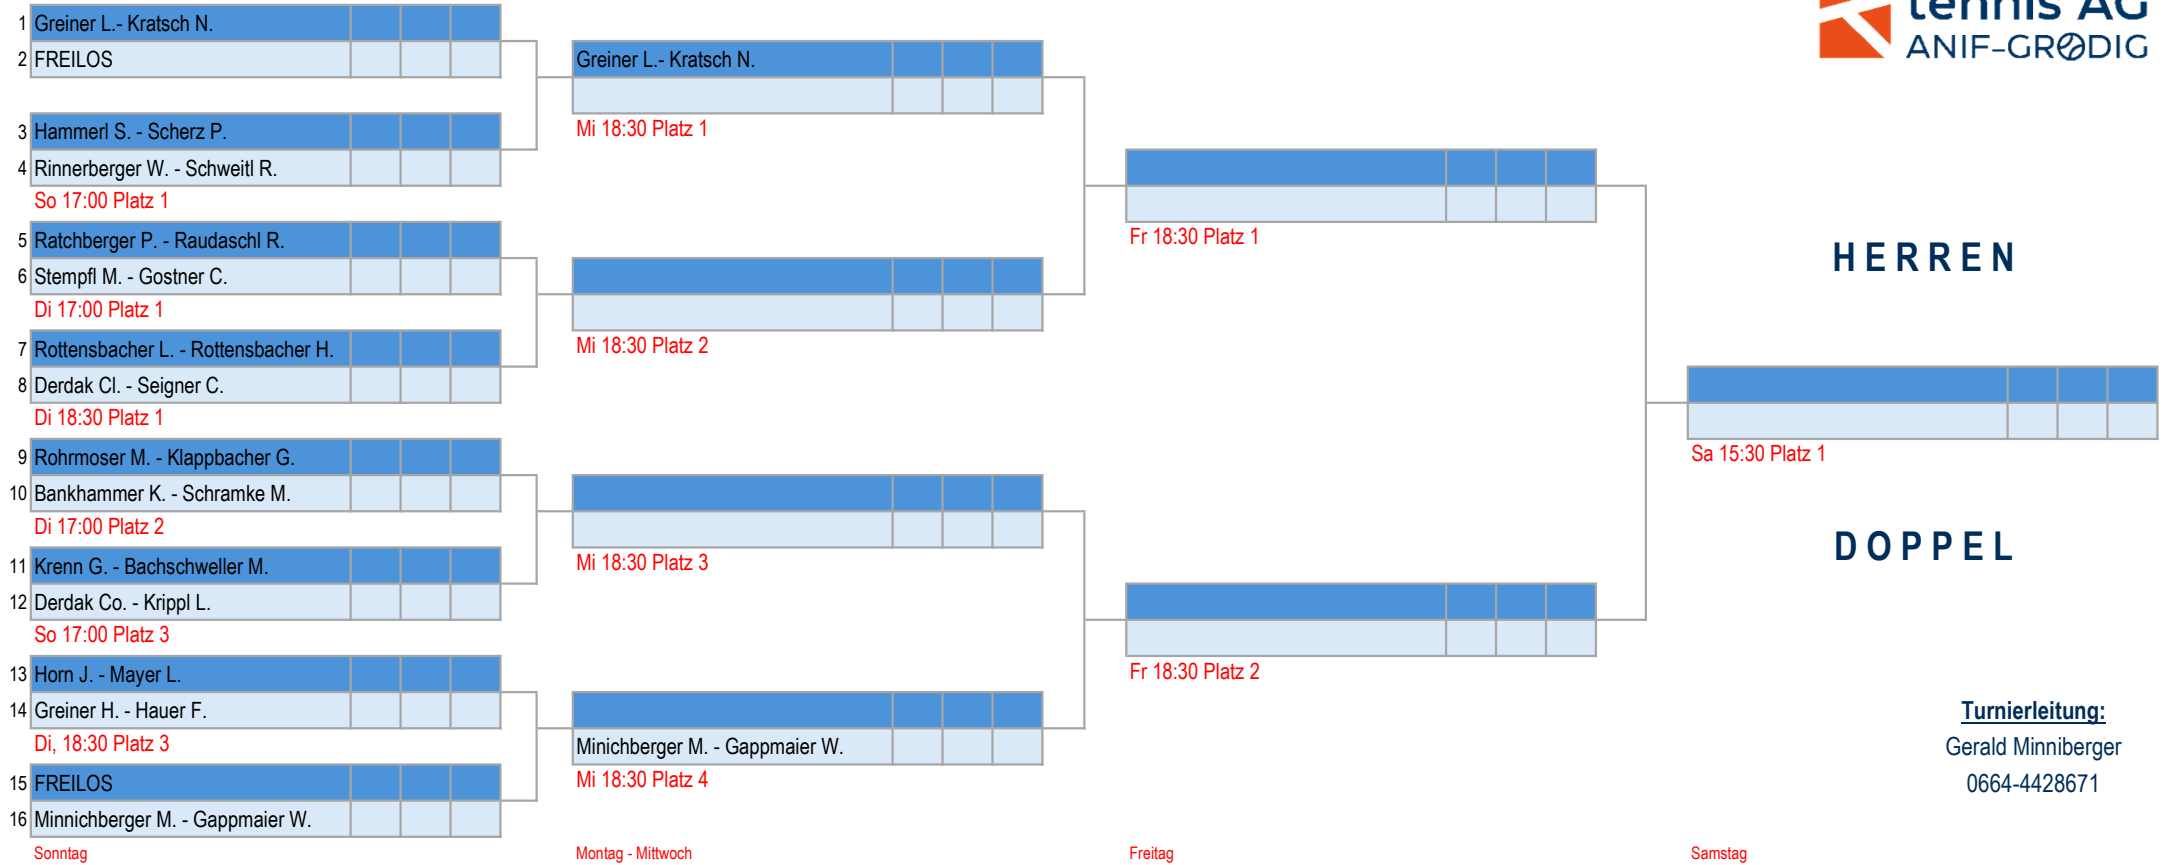 tennis AG
ANIF-GRØDIG
1 Greiner L.- Kratsch N.
2 FREILOS
3 Hammerl S. - Scherz P.
4 Rinnerberger W. - Schweitl R.
So 17:00 Platz 1
5 Ratchberger P. - Raudaschl R.
6 Stempfl M. - Gostner C.
Di 17:00 Platz 1
7 Rottensbacher L. - Rottensbacher H.
8 Derdak Cl. - Seigner C.
Di 18:30 Platz 1
9 Rohrmoser M. - Klappbacher G.
10 Bankhammer K. - Schramke M.
Di 17:00 Platz 2
11 Krenn G. - Bachschweller M.
12 Derdak Co. - Krippl L.
So 17:00 Platz 3
13 Horn J. - Mayer L.
14 Greiner H. - Hauer F.
Di, 18:30 Platz 3
15 FREILOS
16 Minnichberger M. - Gappmaier W.
Sonntag
Greiner L.- Kratsch N.
Mi 18:30 Platz 1
Mi 18:30 Platz 2
Mi 18:30 Platz 3
Minichberger M. - Gappmaier W.
Mi 18:30 Platz 4
Montag - Mittwoch
Fr 18:30 Platz 1
Fr 18:30 Platz 2
Freitag
HERREN
Sa 15:30 Platz 1
DOPPEL
Turnierleitung:
Gerald Minniberger
0664-4428671
Samstag